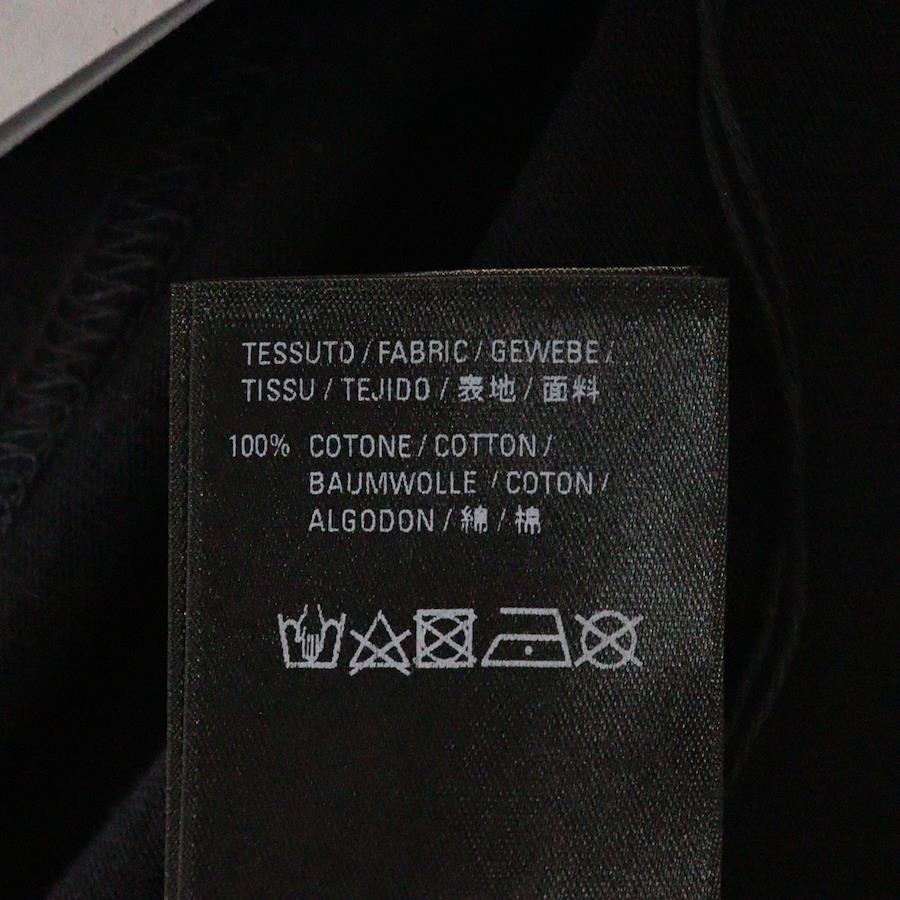 TESSUTO / FABRIC / GEWEBE /
TISSU / TEJIDO / 表地 / 面料
100% COTONE / COTTON /
BAUMWOLLE / COTON /
ALGODON / 綿 / 棉